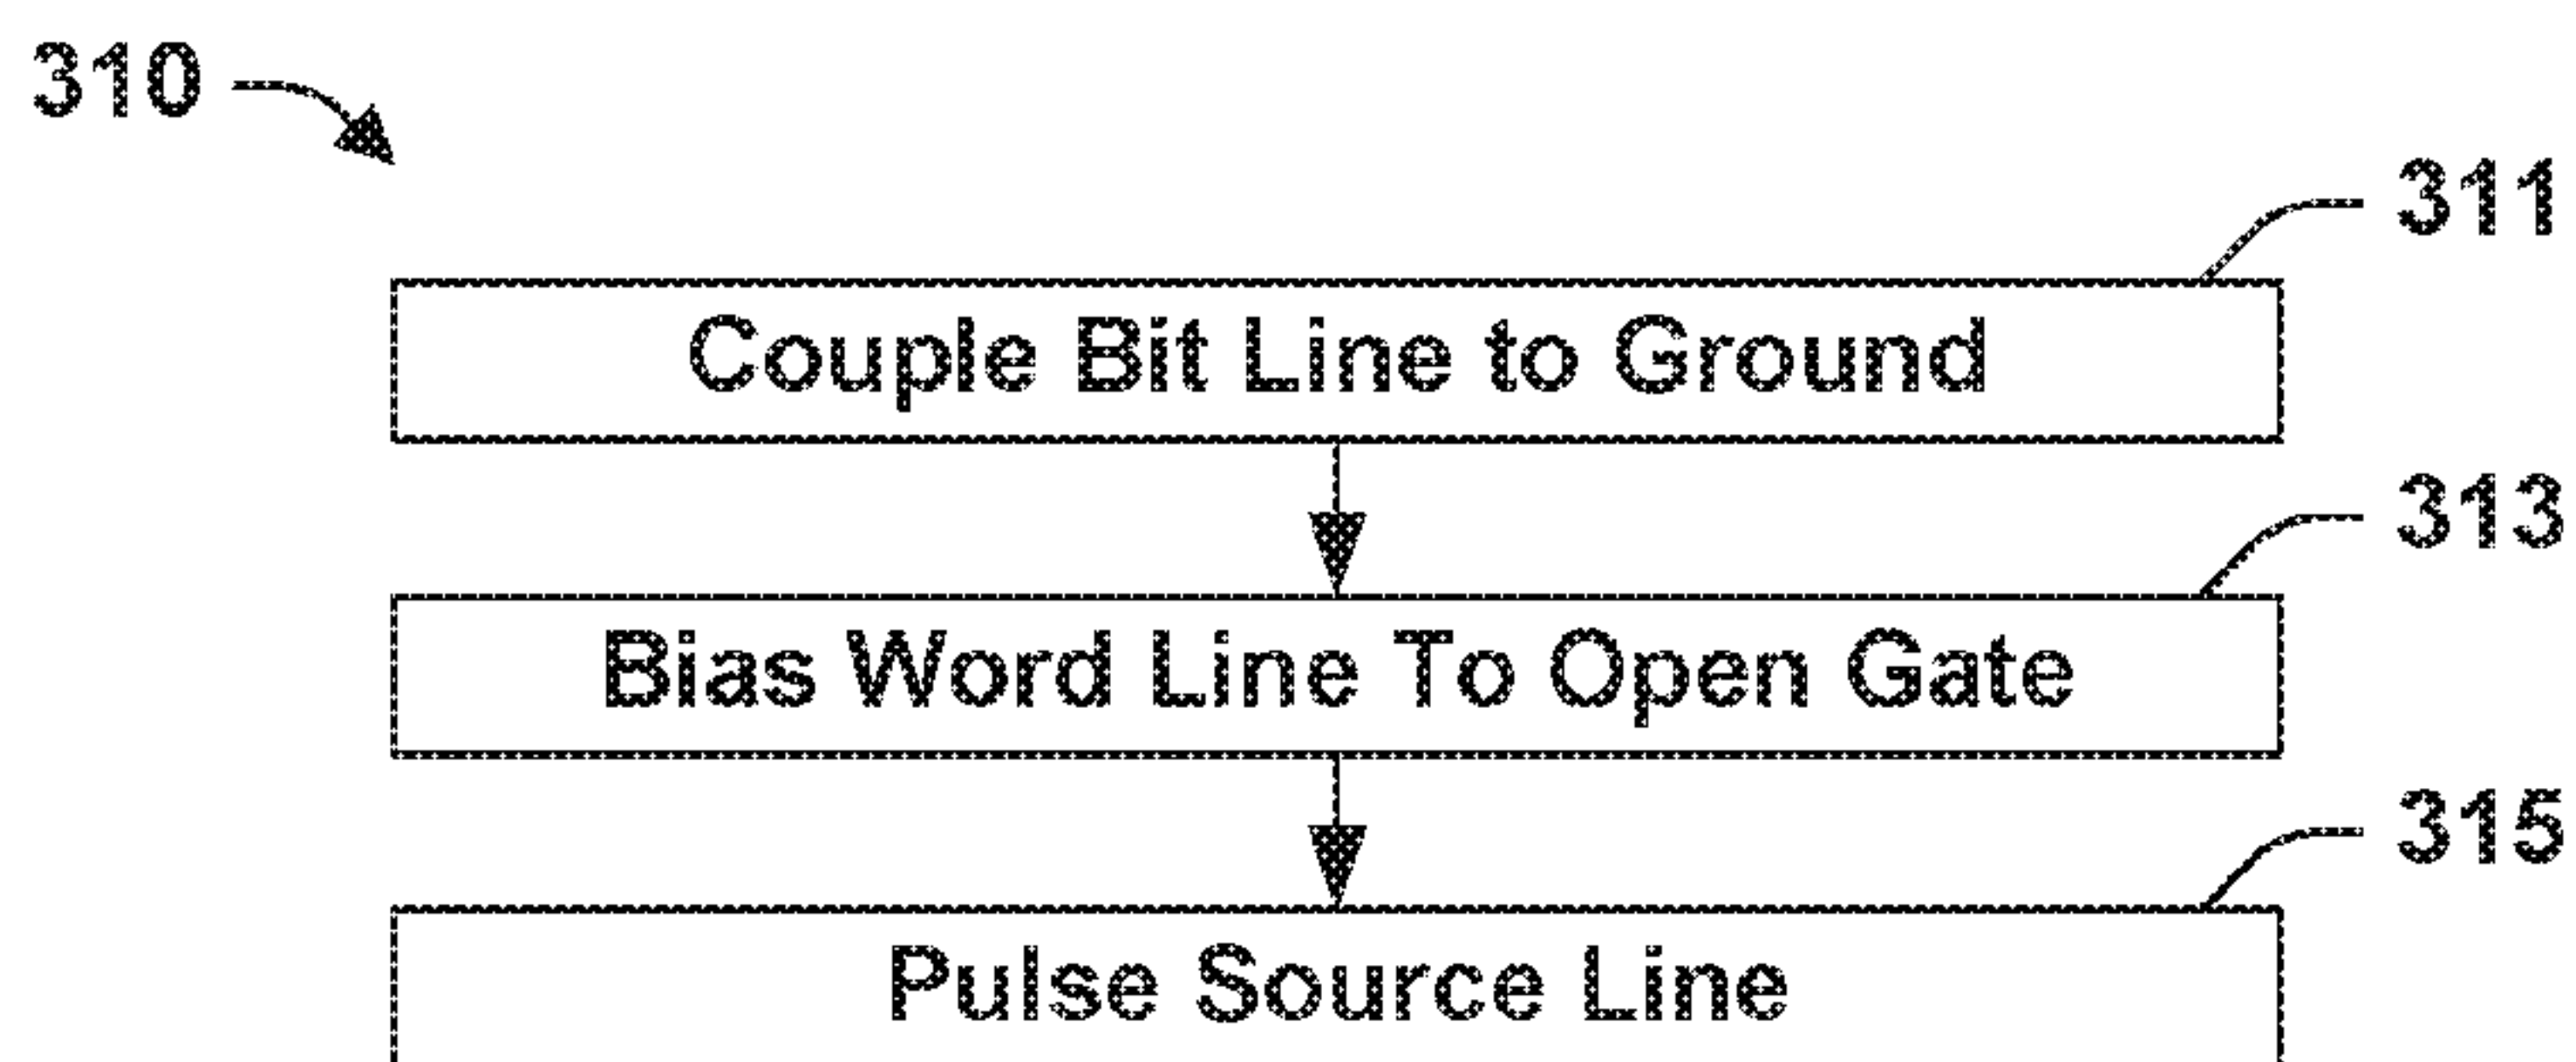 310
311
Couple Bit Line to Ground
313
Bias Word Line To Open Gate
315
Pulse Source Line